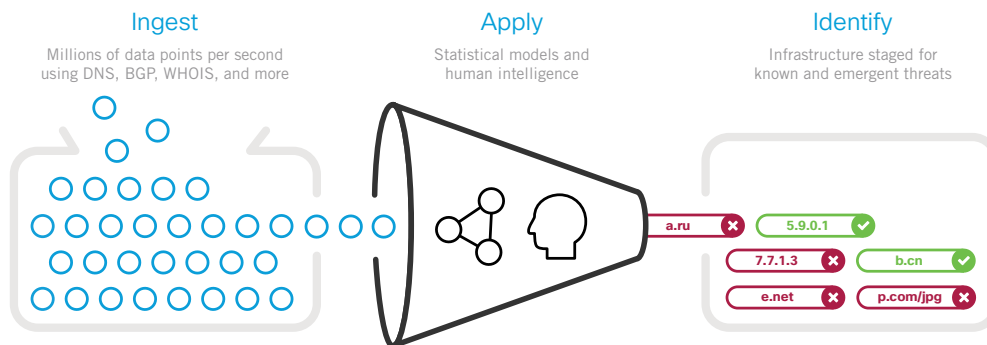 Ingest
Millions of data points per second
using DNS, BGP, WHOIS, and more
Apply
Statistical models and
human intelligence
Identify
Infrastructure staged for
known and emergent threats
a.ru
5.9.0.1
7.7.1.3
b.cn
e.net
p.com/jpg